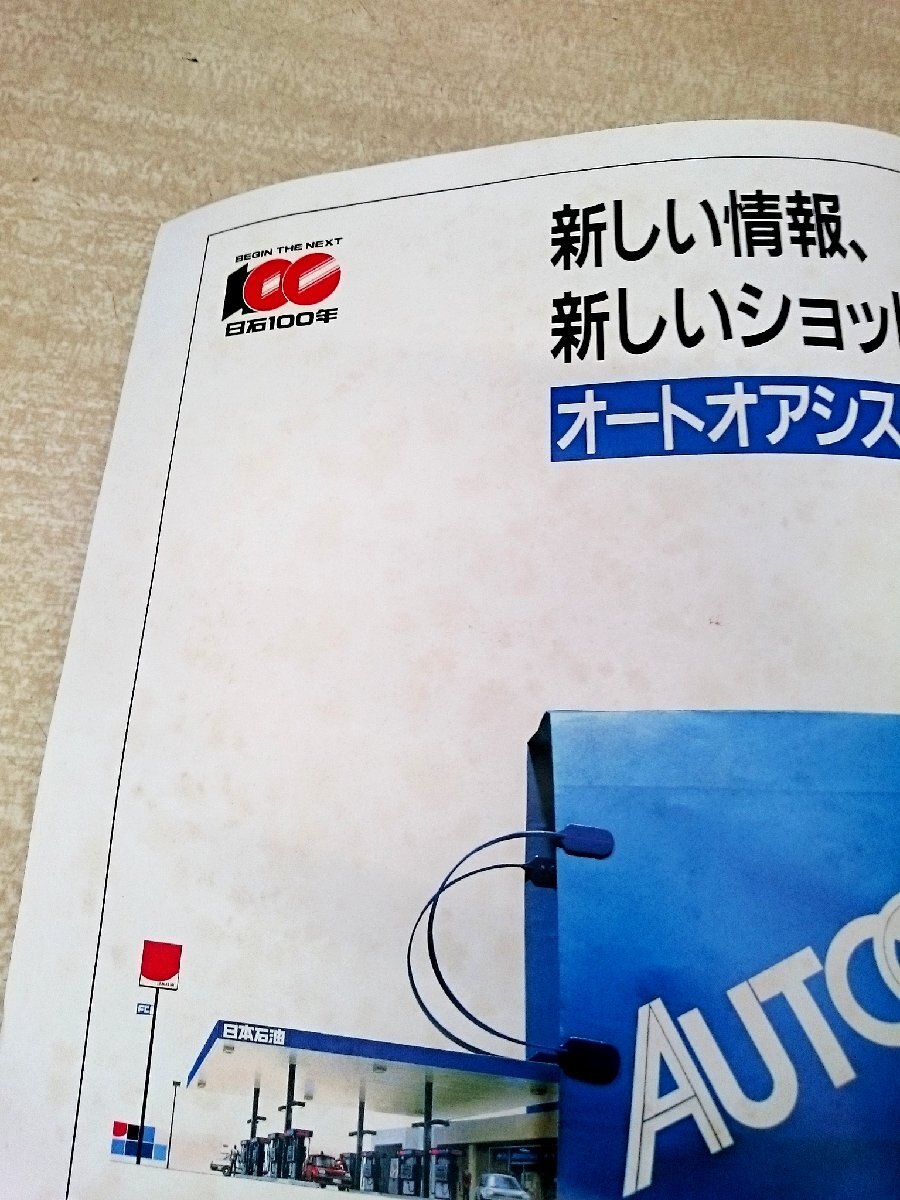 BEGIN THE NEXT
100
日石100年
新しい情報、
新しいショッ
オートオアシス
日本石油
AUTO